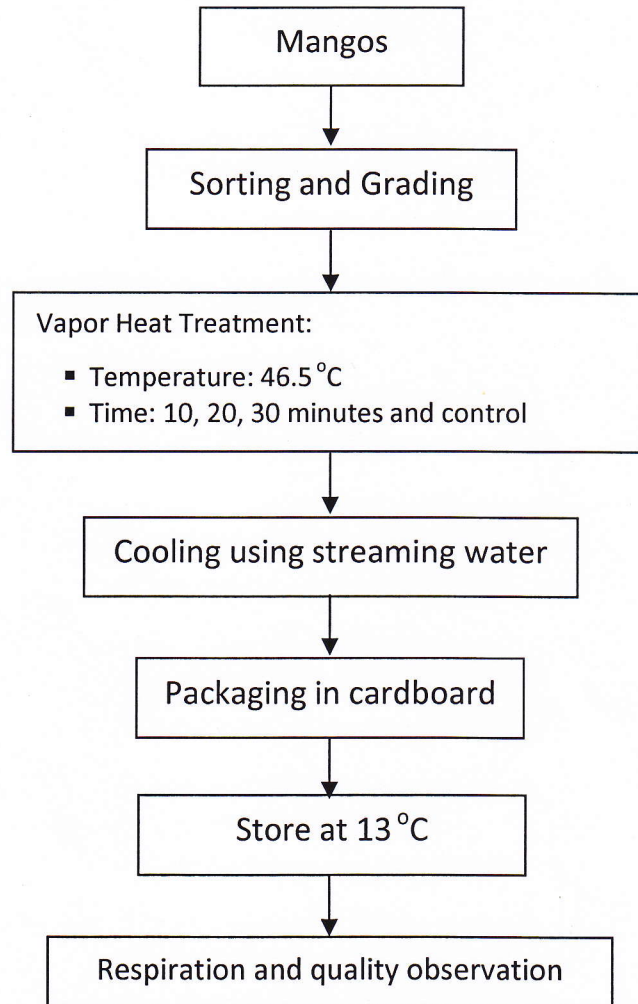 Mangos
Sorting and Grading
Vapor Heat Treatment:
▪ Temperature: 46.5 °C
▪ Time: 10, 20, 30 minutes and control
Cooling using streaming water
Packaging in cardboard
Store at 13 °C
Respiration and quality observation